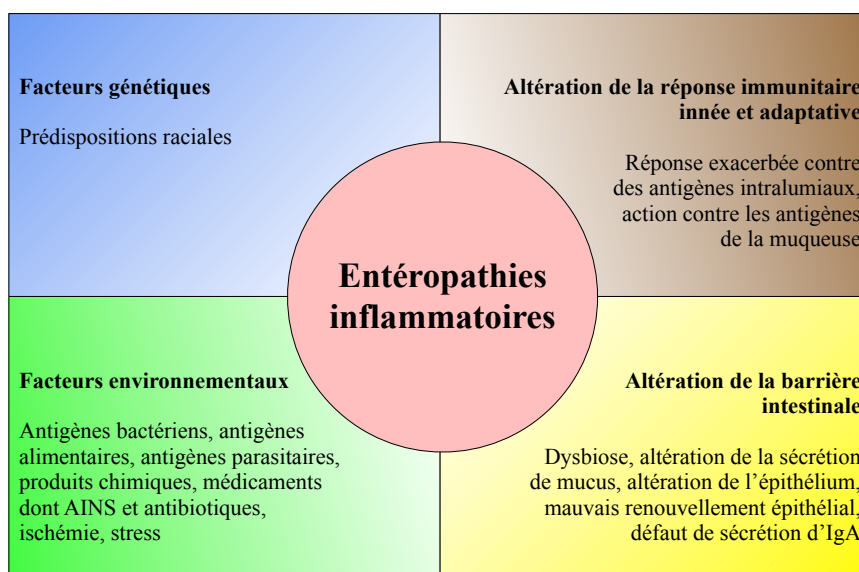 Facteurs génétiques
Prédispositions raciales
Altération de la réponse immunitaire
innée et adaptative
Réponse exacerbée contre
des antigènes intralumiaux,
action contre les antigènes
de la muqueuse
Entéropathies
inflammatoires
Facteurs environnementaux
Antigènes bactériens, antigènes
alimentaires, antigènes parasitaires,
produits chimiques, médicaments
dont AINS et antibiotiques,
ischémie, stress
Altération de la barrière
intestinale
Dysbiose, altération de la sécrétion
de mucus, altération de l’épithélium,
mauvais renouvellement épithélial,
défaut de sécrétion d’IgA